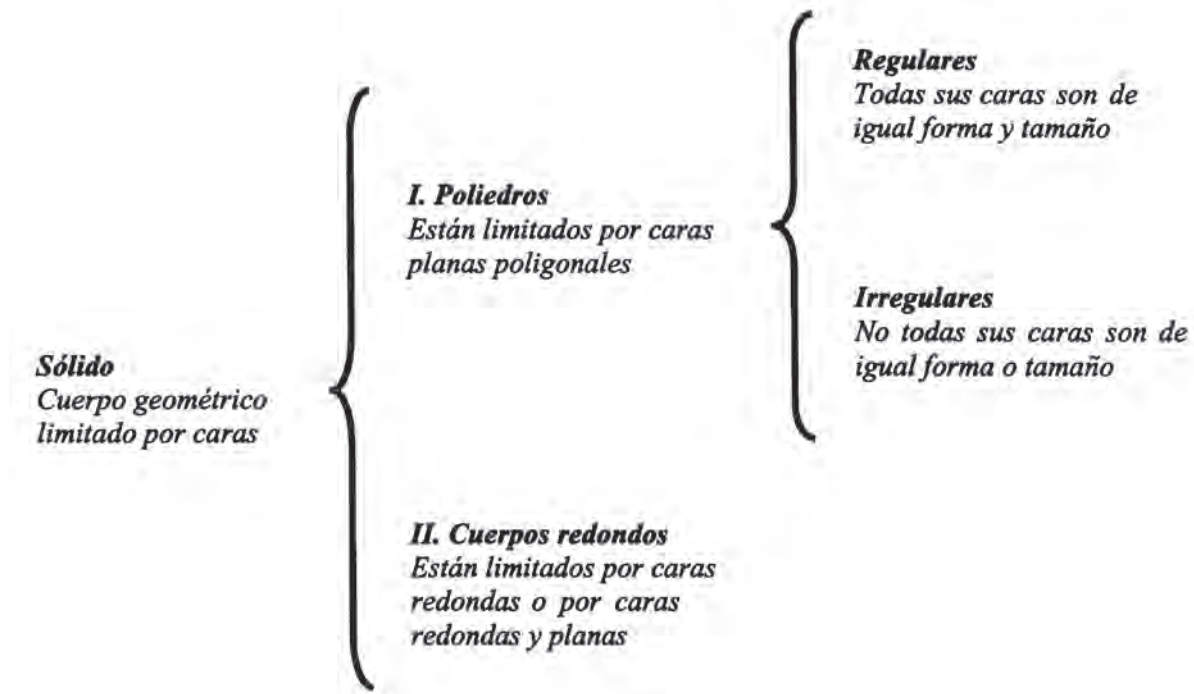 Sólido
Cuerpo geométrico
limitado por caras
I. Poliedros
Están limitados por caras
planas poligonales
Regulares
Todas sus caras son de
igual forma y tamaño
Irregulares
No todas sus caras son de
igual forma o tamaño
II. Cuerpos redondos
Están limitados por caras
redondas o por caras
redondas y planas